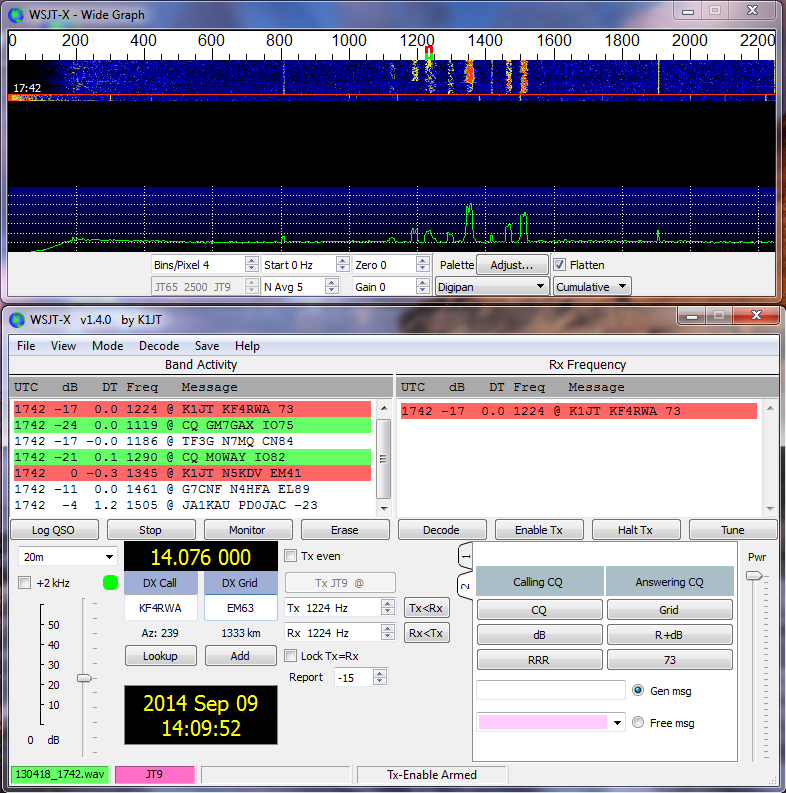 WSJT-X - Wide Graph
0 200 400 600 800 1000 1200 1400 1600 1800 2000 2200
17:42
Bins/Pixel 4 Start 0 Hz Zero 0 Palette Adjust... Flatten
JT65 2500 JT9 N Avg 5 Gain 0 Digipan Cumulative
WSJT-X v1.4.0 by K1JT
File View Mode Decode Save Help
Band Activity Rx Frequency
UTC dB DT Freq Message UTC dB DT Freq Message
1742 -17 0.0 1224 @ K1JT KF4RWA 73 1742 -17 0.0 1224 @ K1JT KF4RWA 73
1742 -24 0.0 1119 @ CQ GM7GAX IO75
1742 -17 -0.0 1186 @ TF3G N7MQ CN84
1742 -21 0.1 1290 @ CQ M0WAY IO82
1742 0 -0.3 1345 @ K1JT N5KDV EM41
1742 -11 0.0 1461 @ G7CNF N4HFA EL89
1742 -4 1.2 1505 @ JA1KAU PD0JAC -23
Log QSO Stop Monitor Erase Decode Enable Tx Halt Tx Tune
20m 14.076 000 Tx even 1 Pwr
+2 kHz DX Call DX Grid Tx JT9 @ 2 Calling CQ Answering CQ
KF4RWA EM63 Tx 1224 Hz Tx<Rx CQ Grid
50 Az: 239 1333 km Rx 1224 Hz Rx<Tx dB R+dB
40 Lookup Add Lock Tx=Rx RRR 73
30 Report -15
20 2014 Sep 09 Gen msg
10 14:09:52 Free msg
0 dB
130418_1742.wav JT9 Tx-Enable Armed